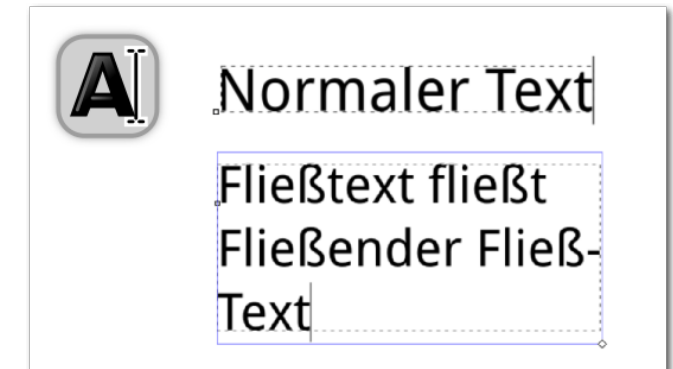 A
Normaler Text
Fließtext fließt
Fließender Fließ-
Text